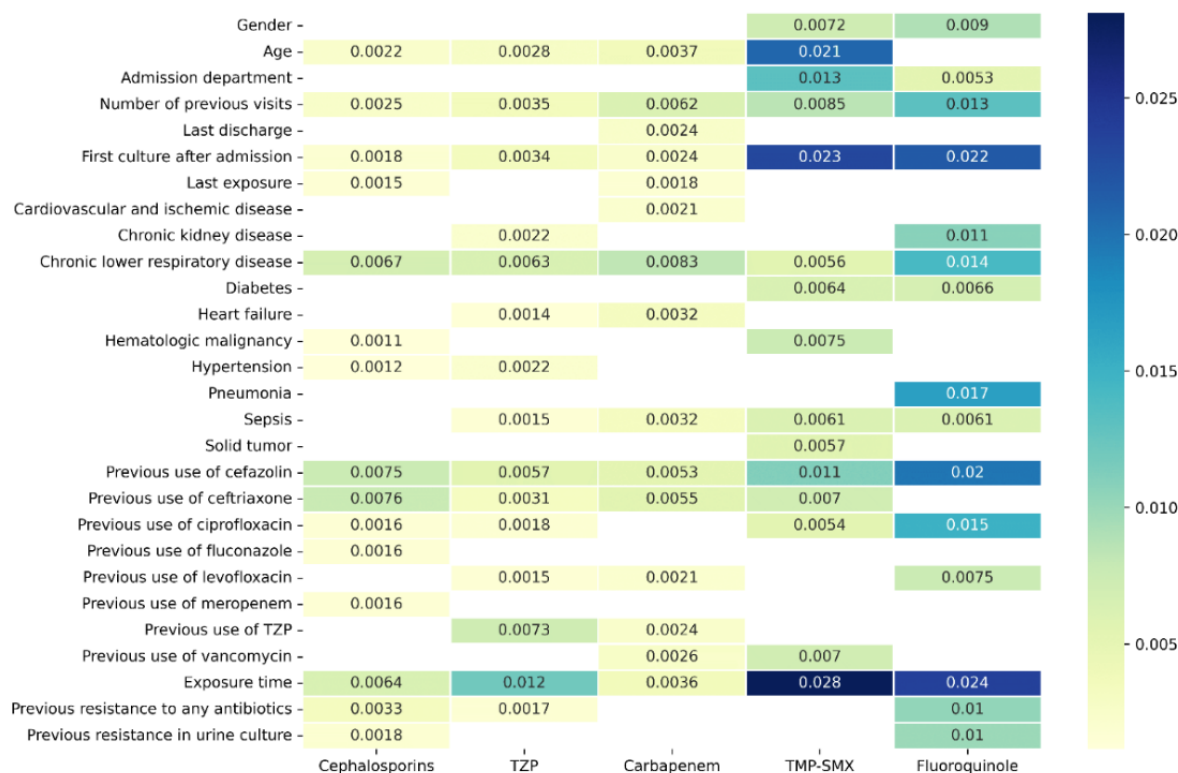 Gender 0.0072 0.009
Age 0.0022 0.0028 0.0037 0.021
Admission department 0.013 0.0053
Number of previous visits 0.0025 0.0035 0.0062 0.0085 0.013
0.025
Last discharge 0.0024
First culture after admission 0.0018 0.0034 0.0024 0.023 0.022
Last exposure 0.0015 0.0018
Cardiovascular and ischemic disease 0.0021
Chronic kidney disease 0.0022 0.011
0.020
Chronic lower respiratory disease 0.0067 0.0063 0.0083 0.0056 0.014
Diabetes 0.0064 0.0066
Heart failure 0.0014 0.0032
Hematologic malignancy 0.0011 0.0075
Hypertension 0.0012 0.0022
0.015
Pneumonia 0.017
Sepsis 0.0015 0.0032 0.0061 0.0061
Solid tumor 0.0057
Previous use of cefazolin 0.0075 0.0057 0.0053 0.011 0.02
Previous use of ceftriaxone 0.0076 0.0031 0.0055 0.007
0.010
Previous use of ciprofloxacin 0.0016 0.0018 0.0054 0.015
Previous use of fluconazole 0.0016
Previous use of levofloxacin 0.0015 0.0021 0.0075
Previous use of meropenem 0.0016
Previous use of TZP 0.0073 0.0024
0.005
Previous use of vancomycin 0.0026 0.007
Exposure time 0.0064 0.012 0.0036 0.028 0.024
Previous resistance to any antibiotics 0.0033 0.0017 0.01
Previous resistance in urine culture 0.0018 0.01
Cephalosporins TZP Carbapenem TMP-SMX Fluoroquinole